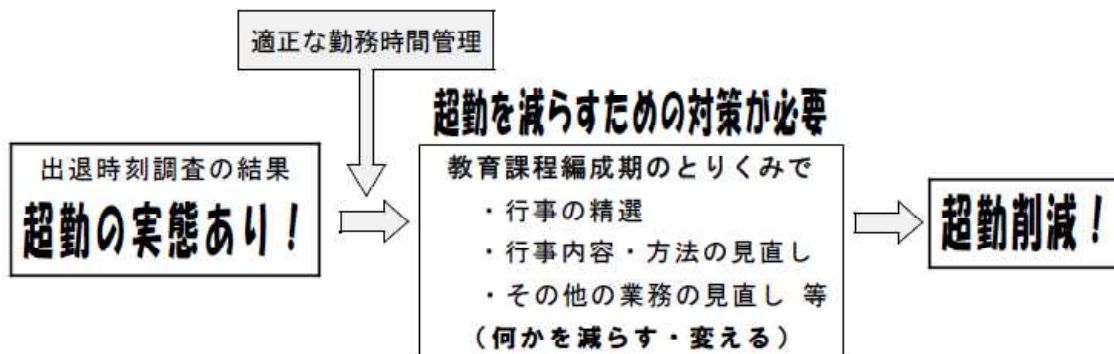 適正な勤務時間管理
超勤を減らすための対策が必要
出退時刻調査の結果
超勤の実態あり！
教育課程編成期のとりくみで
・行事の精選
・行事内容・方法の見直し
・その他の業務の見直し 等
（何かを減らす・変える）
超勤削減！